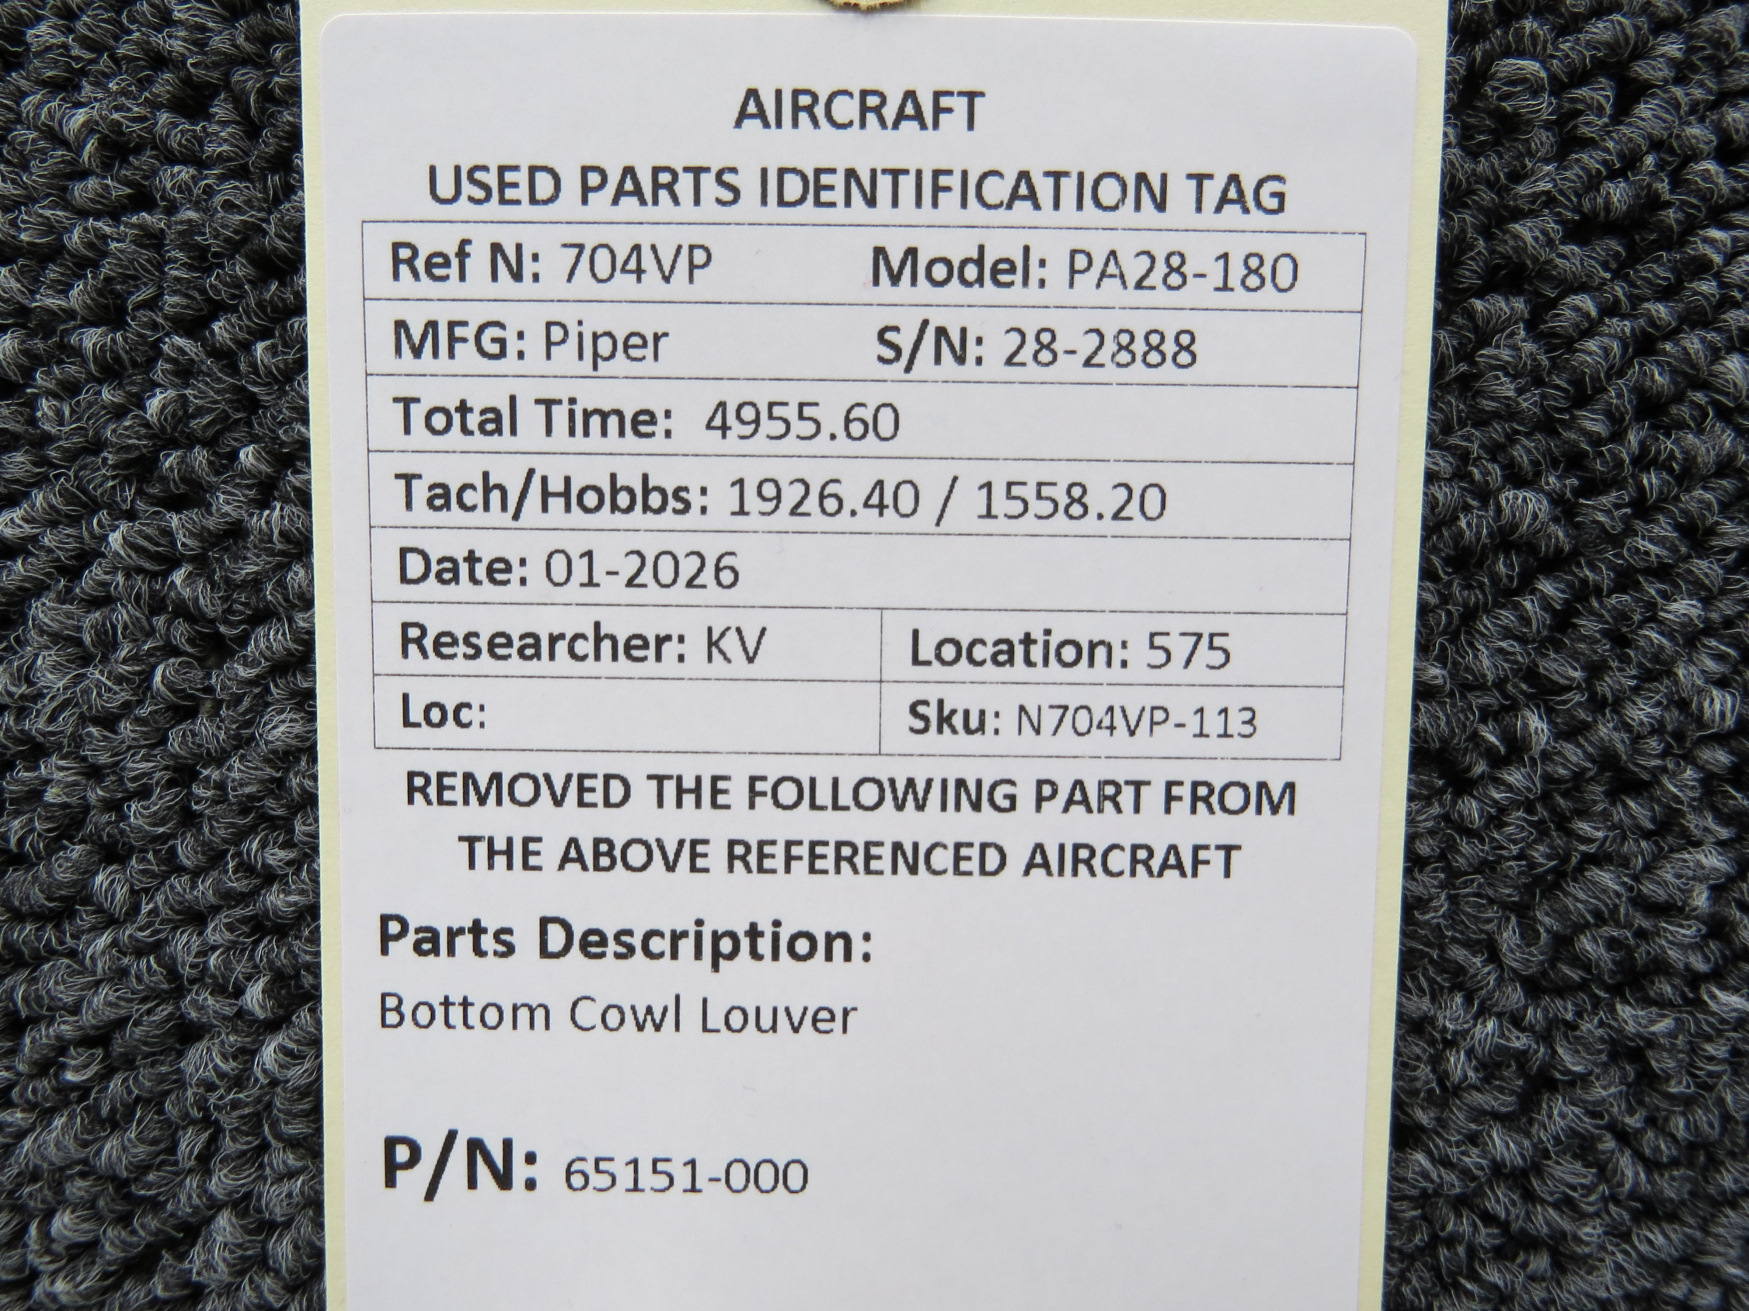 AIRCRAFT
USED PARTS IDENTIFICATION TAG
Ref N: 704VP Model: PA28-180
MFG: Piper S/N: 28-2888
Total Time: 4955.60
Tach/Hobbs: 1926.40 / 1558.20
Date: 01-2026
Researcher: KV Location: 575
Loc: Sku: N704VP-113
REMOVED THE FOLLOWING PART FROM
THE ABOVE REFERENCED AIRCRAFT
Parts Description:
Bottom Cowl Louver
P/N: 65151-000